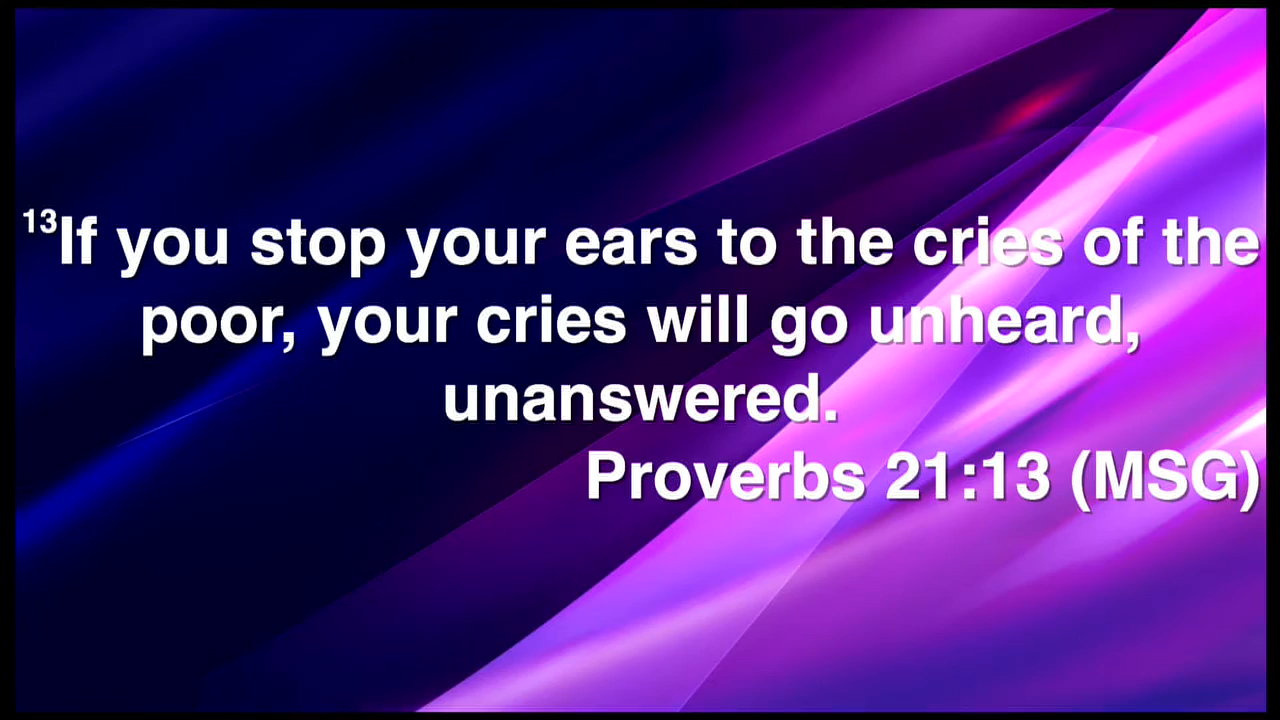 13If you stop your ears to the cries of the
poor, your cries will go unheard,
unanswered.
Proverbs 21:13 (MSG)